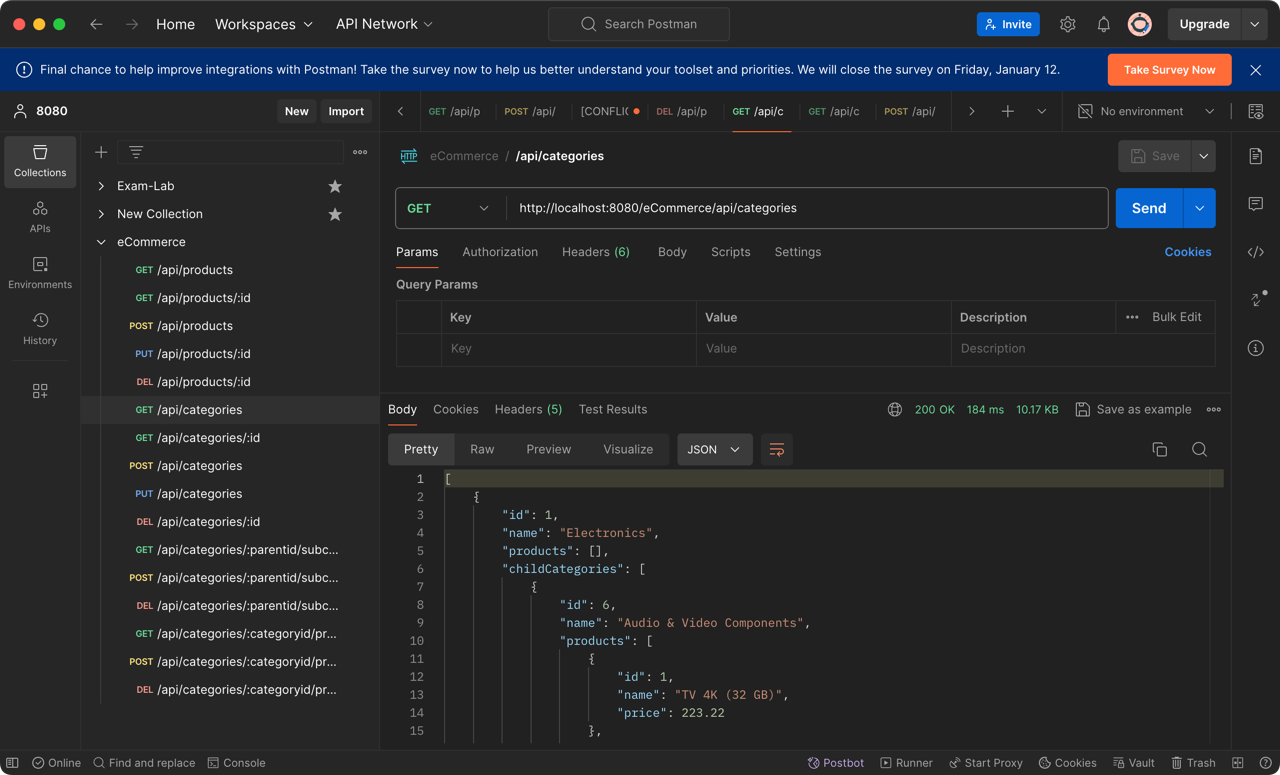 Home Workspaces API Network Search Postman Invite Upgrade
Final chance to help improve integrations with Postman! Take the survey now to help us better understand your toolset and priorities. We will close the survey on Friday, January 12. Take Survey Now
8080 New Import
GET /api/p POST /api/ [CONFLIC DEL /api/p GET /api/c GET /api/c POST /api/ No environment
Collections
APIs
Environments
History
Exam-Lab
New Collection
eCommerce
GET /api/products
GET /api/products/:id
POST /api/products
PUT /api/products/:id
DEL /api/products/:id
GET /api/categories
GET /api/categories/:id
POST /api/categories
PUT /api/categories
DEL /api/categories/:id
GET /api/categories/:parentid/subc...
POST /api/categories/:parentid/subc...
DEL /api/categories/:parentid/subc...
GET /api/categories/:categoryid/pr...
POST /api/categories/:categoryid/pr...
DEL /api/categories/:categoryid/pr...
HTTP eCommerce / /api/categories Save
GET http://localhost:8080/eCommerce/api/categories Send
Params Authorization Headers (6) Body Scripts Settings Cookies
Query Params
Key Value Description Bulk Edit
Key Value Description
Body Cookies Headers (5) Test Results 200 OK 184 ms 10.17 KB Save as example
Pretty Raw Preview Visualize JSON
1 [
2 {
3 "id": 1,
4 "name": "Electronics",
5 "products": [],
6 "childCategories": [
7 {
8 "id": 6,
9 "name": "Audio & Video Components",
10 "products": [
11 {
12 "id": 1,
13 "name": "TV 4K (32 GB)",
14 "price": 223.22
15 },
Online Find and replace Console Postbot Runner Start Proxy Cookies Vault Trash